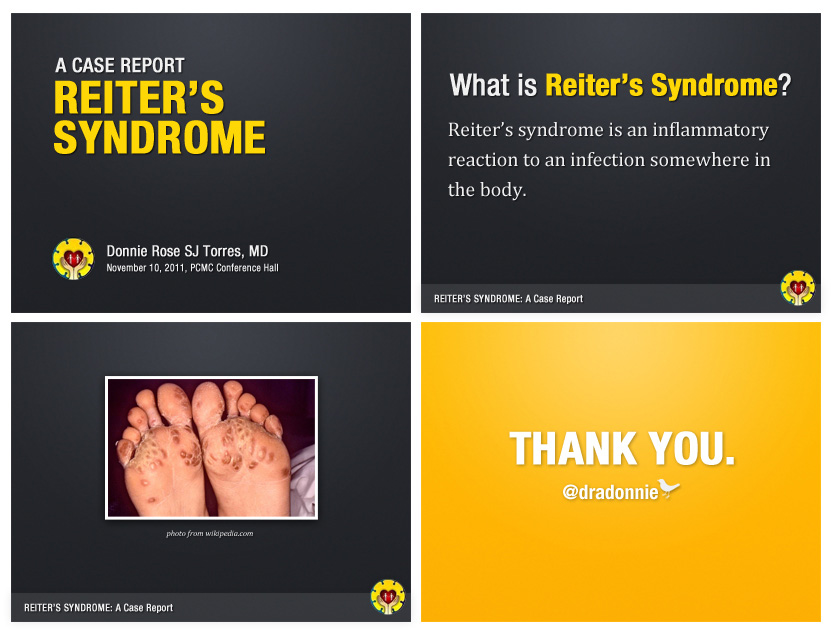 A CASE REPORT
REITER'S
SYNDROME
Donnie Rose SJ Torres, MD
November 10, 2011, PCMC Conference Hall
What is Reiter's Syndrome?
Reiter's syndrome is an inflammatory
reaction to an infection somewhere in
the body.
REITER'S SYNDROME: A Case Report
photo from wikipedia.com
REITER'S SYNDROME: A Case Report
THANK YOU.
@dradonnie